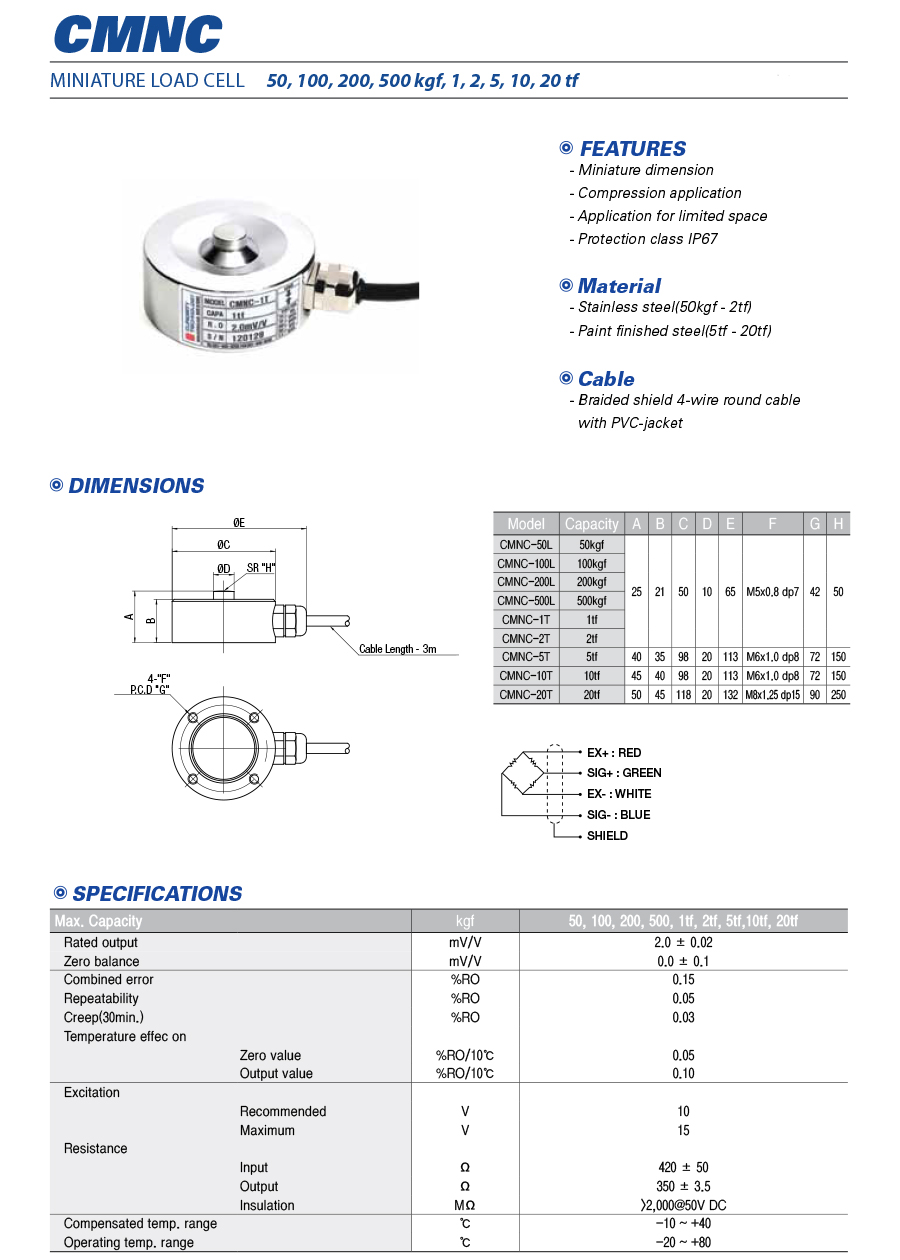 CMNC
MINIATURE LOAD CELL 50, 100, 200, 500 kgf, 1, 2, 5, 10, 20 tf
FEATURES
- Miniature dimension
- Compression application
- Application for limited space
- Protection class IP67
Material
- Stainless steel(50kgf - 2tf)
- Paint finished steel(5tf - 20tf)
Cable
- Braided shield 4-wire round cable
with PVC-jacket
MODEL CMNC-1T
CAPA 1tf
R.O 2.0mV/V
S/N 120129
DIMENSIONS
ØE
ØC
ØD
SR "H"
A
B
Cable Length - 3m
4-"F"
P.C.D "G"
Model Capacity A B C D E F G H
CMNC-50L 50kgf
CMNC-100L 100kgf
CMNC-200L 200kgf
CMNC-500L 500kgf
CMNC-1T 1tf
CMNC-2T 2tf
25 21 50 10 65 M5x0.8 dp7 42 50
CMNC-5T 5tf 40 35 98 20 113 M6x1.0 dp8 72 150
CMNC-10T 10tf 45 40 98 20 113 M6x1.0 dp8 72 150
CMNC-20T 20tf 50 45 118 20 132 M8x1.25 dp15 90 250
EX+ : RED
SIG+ : GREEN
EX- : WHITE
SIG- : BLUE
SHIELD
SPECIFICATIONS
Max. Capacity kgf 50, 100, 200, 500, 1tf, 2tf, 5tf,10tf, 20tf
Rated output mV/V 2.0 ± 0.02
Zero balance mV/V 0.0 ± 0.1
Combined error %RO 0.15
Repeatability %RO 0.05
Creep(30min.) %RO 0.03
Temperature effec on
Zero value %RO/10℃ 0.05
Output value %RO/10℃ 0.10
Excitation
Recommended V 10
Maximum V 15
Resistance
Input Ω 420 ± 50
Output Ω 350 ± 3.5
Insulation MΩ >2,000@50V DC
Compensated temp. range ℃ -10 ~ +40
Operating temp. range ℃ -20 ~ +80